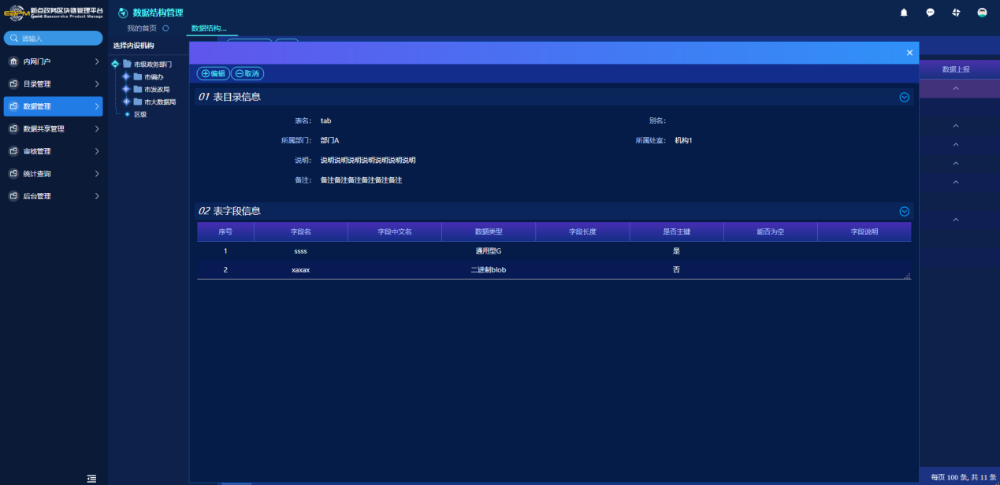 新点政务区块链管理平台
Epoint Baseservice Product Manage
请输入
内网门户
目录管理
数据管理
数据共享管理
审核管理
统计查询
后台管理
数据结构管理
我的首页
数据结构...
选择内设机构
市级政务部门
市编办
市发改局
市大数据局
区级
编辑
取消
01 表目录信息
表名： tab
别名：
所属部门： 部门A
所属处室： 机构1
说明： 说明说明说明说明说明说明说明
备注： 备注备注备注备注备注备注
02 表字段信息
序号 字段名 字段中文名 数据类型 字段长度 是否主键 能否为空 字段说明
1 ssss 通用型G 是
2 xaxax 二进制blob 否
数据上报
每页 100 条, 共 11 条